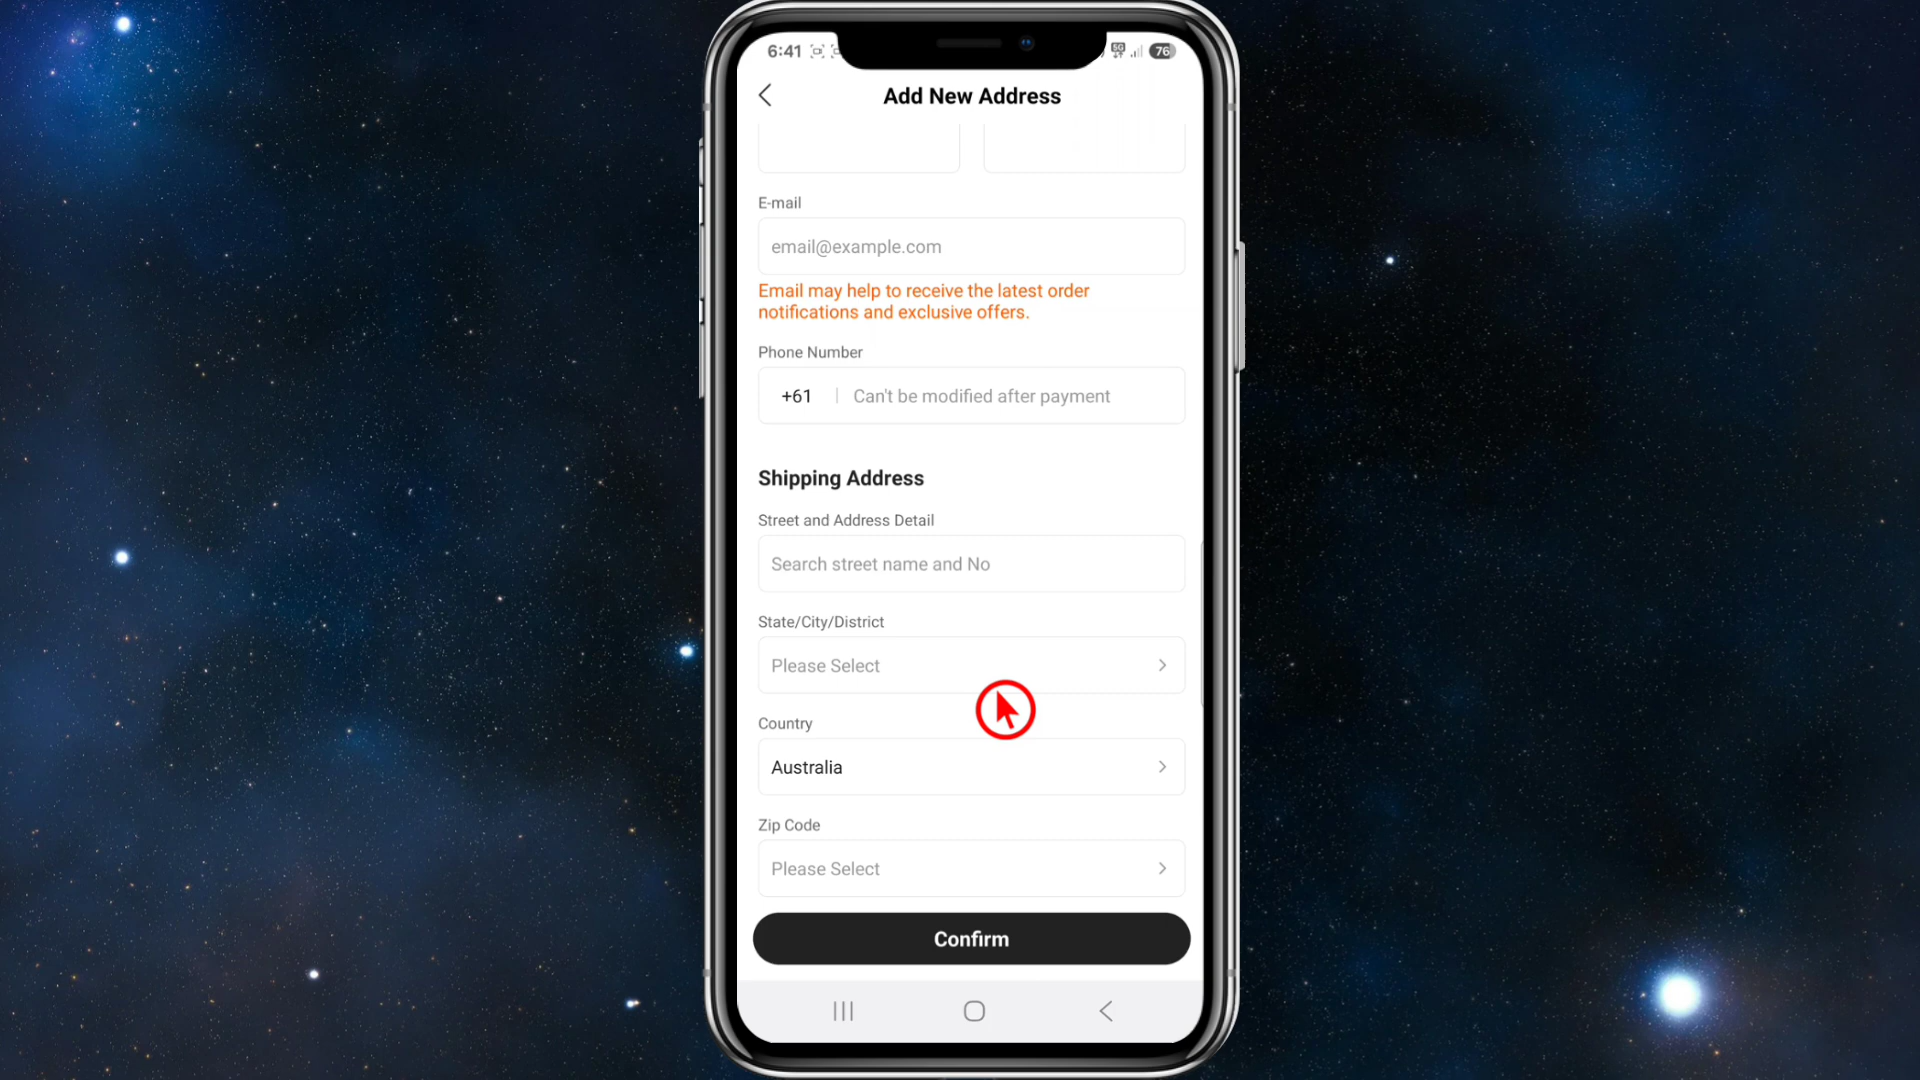 6:41
5G
76
Add New Address
E-mail
email@example.com
Email may help to receive the latest order
notifications and exclusive offers.
Phone Number
+61
Can't be modified after payment
Shipping Address
Street and Address Detail
Search street name and No
State/City/District
Please Select
Country
Australia
Zip Code
Please Select
Confirm